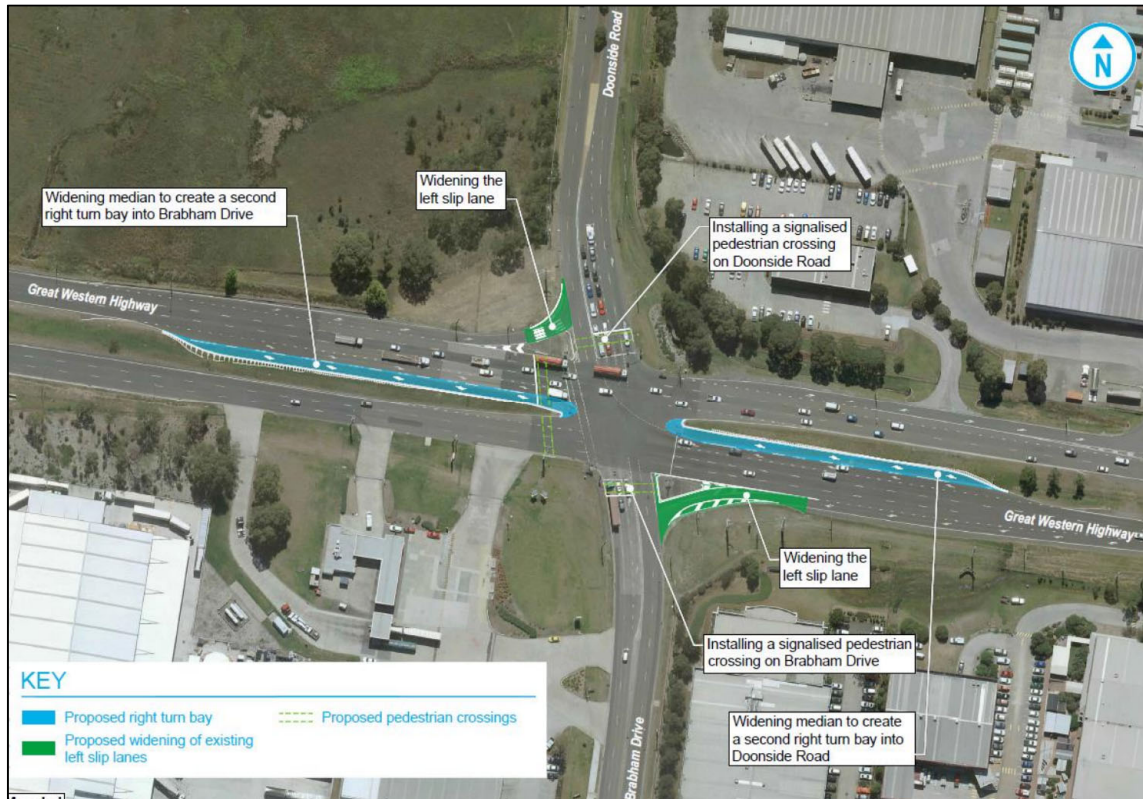 Doonside Road
N
Widening median to create a second
right turn bay into Brabham Drive
Widening the
left slip lane
Installing a signalised
pedestrian crossing
on Doonside Road
Great Western Highway
Great Western Highway
Widening the
left slip lane
Installing a signalised pedestrian
crossing on Brabham Drive
Widening median to create
a second right turn bay into
Doonside Road
Brabham Drive
KEY
Proposed right turn bay
Proposed pedestrian crossings
Proposed widening of existing
left slip lanes